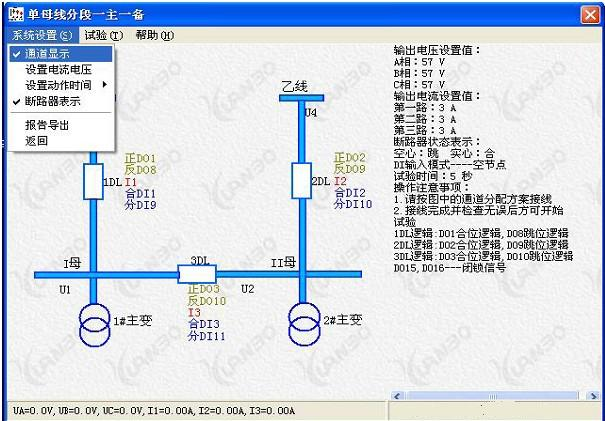 单母线分段一主一备
系统设置(S) 试验(T) 帮助(H)
通道显示
设置电流电压
设置动作时间
断路器表示
报告导出
返回
乙线
U4
正DO1
反DO8
I1
合DI1
分DI9
1DL
正DO2
反DO9
I2
合DI2
分DI10
2DL
I母
U1
3DL
正DO3
反DO10
I3
合DI3
分DI11
U2
II母
1#主变
2#主变
输出电压设置值:
A相:57 V
B相:57 V
C相:57 V
输出电流设置值:
第一路:3 A
第二路:3 A
第三路:3 A
断路器状态表示:
空心:跳 实心:合
DI输入模式----空节点
试验时间:5 秒
操作注意事项:
1.请按图中的通道分配方案接线
2.接线完成并检查无误后方可开始
试验
1DL逻辑:DO1合位逻辑,DO8跳位逻辑
2DL逻辑:DO2合位逻辑,DO9跳位逻辑
3DL逻辑:DO3合位逻辑,DO10跳位逻辑
DO15,DO16---闭锁信号
UA=0.0V,UB=0.0V,UC=0.0V,I1=0.00A,I2=0.00A,I3=0.00A